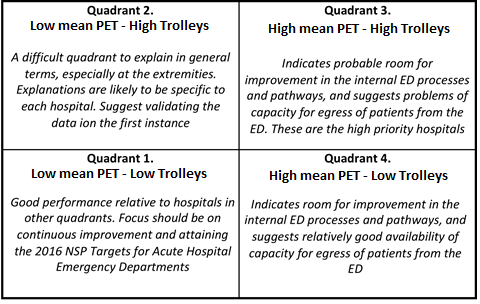 Quadrant 2.
Low mean PET - High Trolleys
A difficult quadrant to explain in general
terms, especially at the extremities.
Explanations are likely to be specific to
each hospital. Suggest validating the
data ion the first instance
Quadrant 3.
High mean PET - High Trolleys
Indicates probable room for
improvement in the internal ED processes
and pathways, and suggests problems of
capacity for egress of patients from the
ED. These are the high priority hospitals
Quadrant 1.
Low mean PET - Low Trolleys
Good performance relative to hospitals in
other quadrants. Focus should be on
continuous improvement and attaining
the 2016 NSP Targets for Acute Hospital
Emergency Departments
Quadrant 4.
High mean PET - Low Trolleys
Indicates room for improvement in the
internal ED processes and pathways, and
suggests relatively good availability of
capacity for egress of patients from the
ED